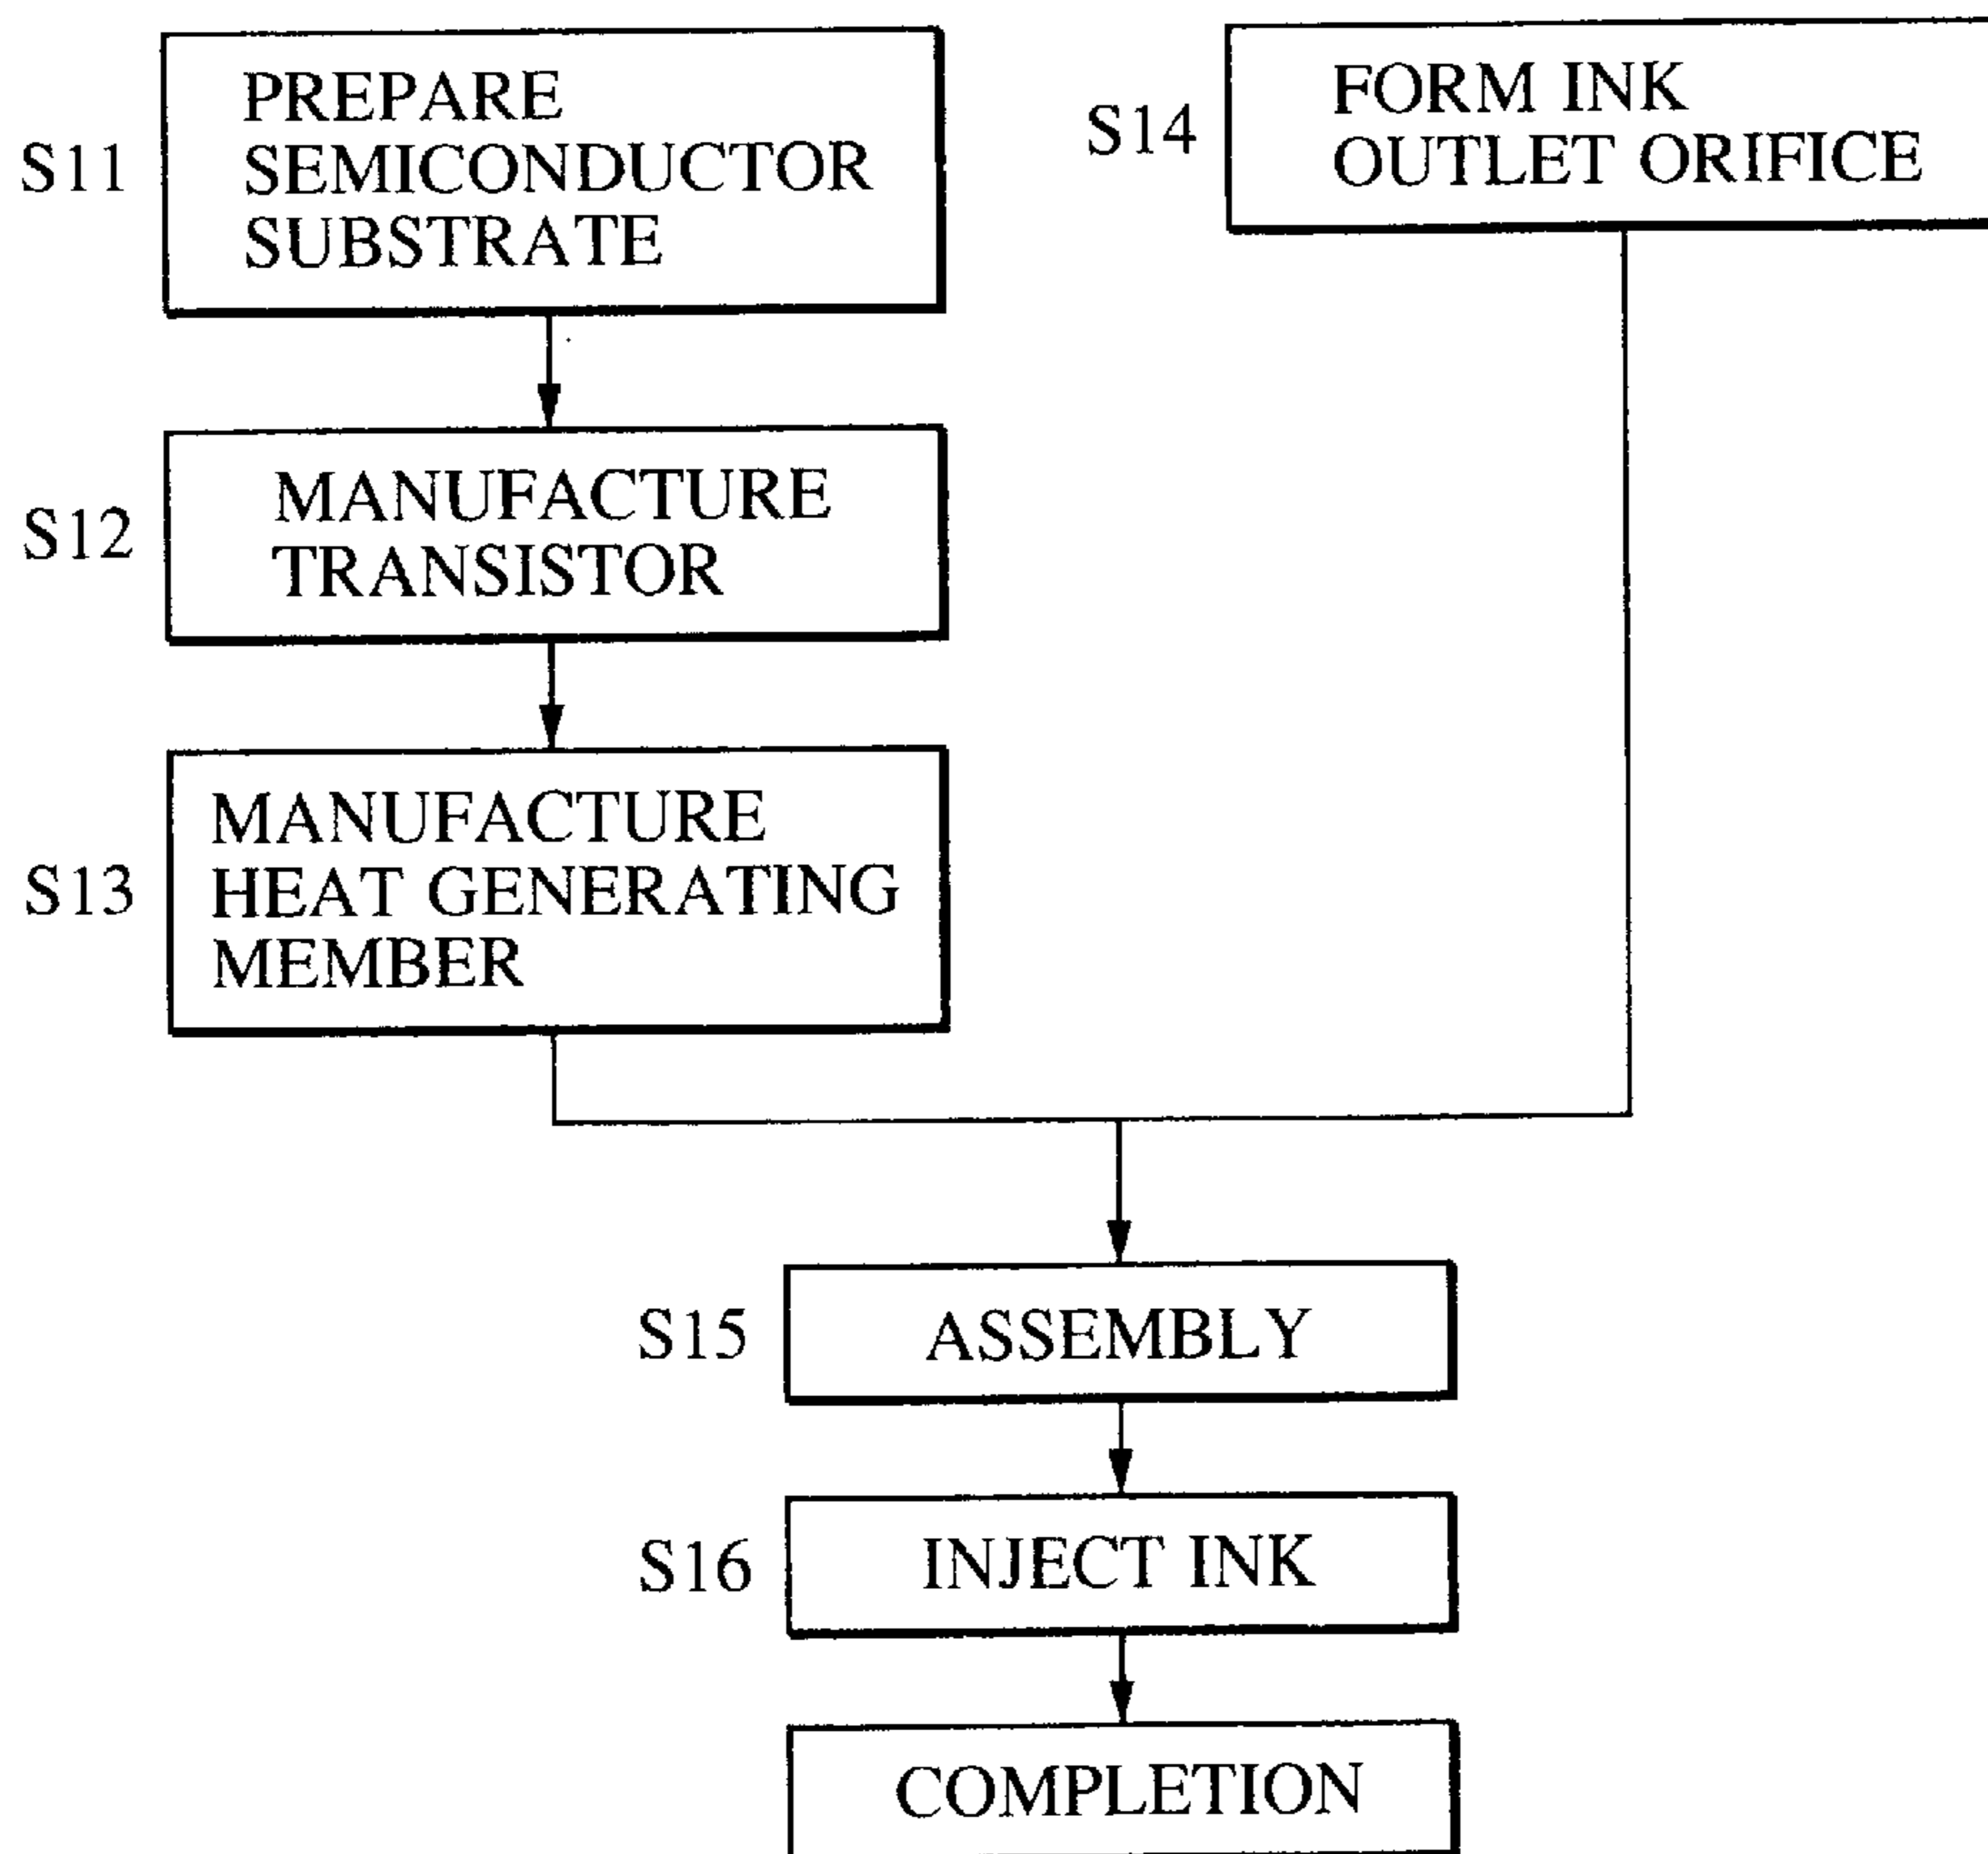 S11
PREPARE
SEMICONDUCTOR
SUBSTRATE
S14
FORM INK
OUTLET ORIFICE
S12
MANUFACTURE
TRANSISTOR
S13
MANUFACTURE
HEAT GENERATING
MEMBER
S15
ASSEMBLY
S16
INJECT INK
COMPLETION